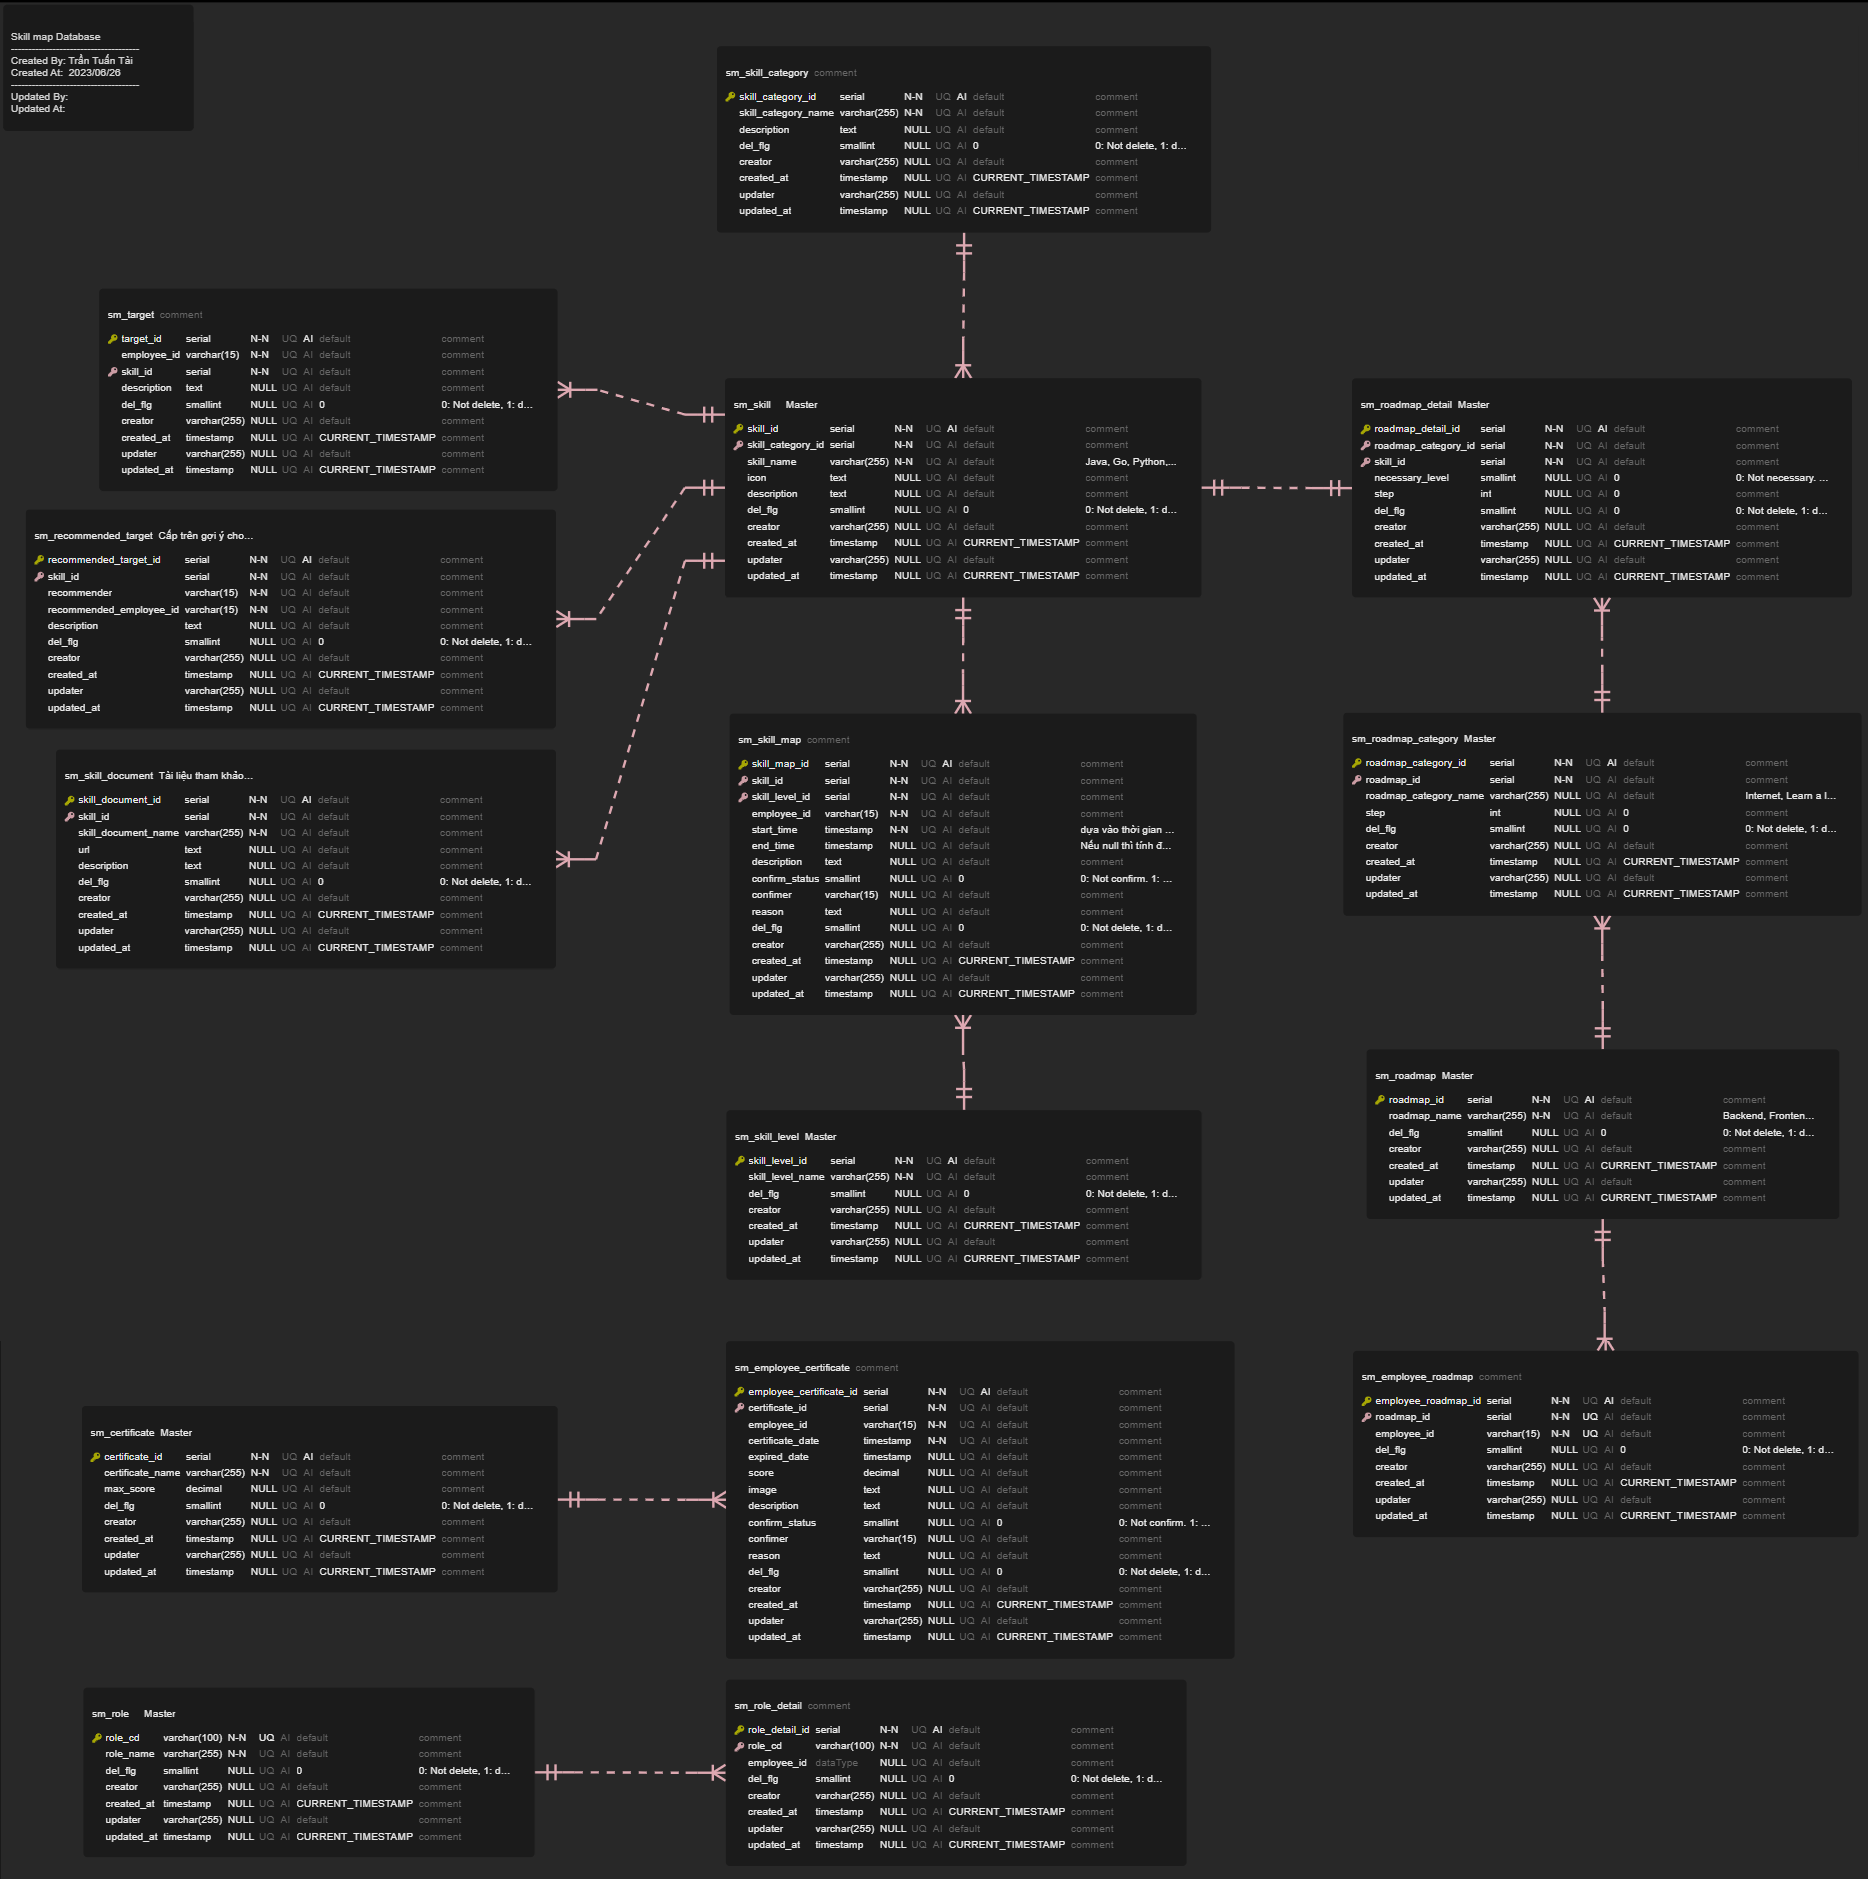 Skill map Database
------------------------------------
Created By: Trần Tuấn Tài
Created At:  2023/06/26
------------------------------------
Updated By:
Updated At:
sm_skill_category comment
skill_category_id serial N-N UQ AI default comment
skill_category_name varchar(255) N-N UQ AI default comment
description text NULL UQ AI default comment
del_flg smallint NULL UQ AI 0 0: Not delete, 1: d...
creator varchar(255) NULL UQ AI default comment
created_at timestamp NULL UQ AI CURRENT_TIMESTAMP comment
updater varchar(255) NULL UQ AI default comment
updated_at timestamp NULL UQ AI CURRENT_TIMESTAMP comment
sm_target comment
target_id serial N-N UQ AI default comment
employee_id varchar(15) N-N UQ AI default comment
skill_id serial N-N UQ AI default comment
description text NULL UQ AI default comment
del_flg smallint NULL UQ AI 0 0: Not delete, 1: d...
creator varchar(255) NULL UQ AI default comment
created_at timestamp NULL UQ AI CURRENT_TIMESTAMP comment
updater varchar(255) NULL UQ AI default comment
updated_at timestamp NULL UQ AI CURRENT_TIMESTAMP comment
sm_skill Master
skill_id serial N-N UQ AI default comment
skill_category_id serial N-N UQ AI default comment
skill_name varchar(255) N-N UQ AI default Java, Go, Python,...
icon text NULL UQ AI default comment
description text NULL UQ AI default comment
del_flg smallint NULL UQ AI 0 0: Not delete, 1: d...
creator varchar(255) NULL UQ AI default comment
created_at timestamp NULL UQ AI CURRENT_TIMESTAMP comment
updater varchar(255) NULL UQ AI default comment
updated_at timestamp NULL UQ AI CURRENT_TIMESTAMP comment
sm_roadmap_detail Master
roadmap_detail_id serial N-N UQ AI default comment
roadmap_category_id serial N-N UQ AI default comment
skill_id serial N-N UQ AI default comment
necessary_level smallint NULL UQ AI 0 0: Not necessary. ...
step int NULL UQ AI 0 comment
del_flg smallint NULL UQ AI 0 0: Not delete, 1: d...
creator varchar(255) NULL UQ AI default comment
created_at timestamp NULL UQ AI CURRENT_TIMESTAMP comment
updater varchar(255) NULL UQ AI default comment
updated_at timestamp NULL UQ AI CURRENT_TIMESTAMP comment
sm_recommended_target Cấp trên gợi ý cho...
recommended_target_id serial N-N UQ AI default comment
skill_id serial N-N UQ AI default comment
recommender varchar(15) N-N UQ AI default comment
recommended_employee_id varchar(15) N-N UQ AI default comment
description text NULL UQ AI default comment
del_flg smallint NULL UQ AI 0 0: Not delete, 1: d...
creator varchar(255) NULL UQ AI default comment
created_at timestamp NULL UQ AI CURRENT_TIMESTAMP comment
updater varchar(255) NULL UQ AI default comment
updated_at timestamp NULL UQ AI CURRENT_TIMESTAMP comment
sm_skill_document Tài liệu tham khảo...
skill_document_id serial N-N UQ AI default comment
skill_id serial N-N UQ AI default comment
skill_document_name varchar(255) N-N UQ AI default comment
url text NULL UQ AI default comment
description text NULL UQ AI default comment
del_flg smallint NULL UQ AI 0 0: Not delete, 1: d...
creator varchar(255) NULL UQ AI default comment
created_at timestamp NULL UQ AI CURRENT_TIMESTAMP comment
updater varchar(255) NULL UQ AI default comment
updated_at timestamp NULL UQ AI CURRENT_TIMESTAMP comment
sm_skill_map comment
skill_map_id serial N-N UQ AI default comment
skill_id serial N-N UQ AI default comment
skill_level_id serial N-N UQ AI default comment
employee_id varchar(15) N-N UQ AI default comment
start_time timestamp N-N UQ AI default dựa vào thời gian ...
end_time timestamp NULL UQ AI default Nếu null thì tính đ...
description text NULL UQ AI default comment
confirm_status smallint NULL UQ AI 0 0: Not confirm. 1: ...
confimer varchar(15) NULL UQ AI default comment
reason text NULL UQ AI default comment
del_flg smallint NULL UQ AI 0 0: Not delete, 1: d...
creator varchar(255) NULL UQ AI default comment
created_at timestamp NULL UQ AI CURRENT_TIMESTAMP comment
updater varchar(255) NULL UQ AI default comment
updated_at timestamp NULL UQ AI CURRENT_TIMESTAMP comment
sm_roadmap_category Master
roadmap_category_id serial N-N UQ AI default comment
roadmap_id serial N-N UQ AI default comment
roadmap_category_name varchar(255) NULL UQ AI default Internet, Learn a l...
step int NULL UQ AI 0 comment
del_flg smallint NULL UQ AI 0 0: Not delete, 1: d...
creator varchar(255) NULL UQ AI default comment
created_at timestamp NULL UQ AI CURRENT_TIMESTAMP comment
updater varchar(255) NULL UQ AI default comment
updated_at timestamp NULL UQ AI CURRENT_TIMESTAMP comment
sm_roadmap Master
roadmap_id serial N-N UQ AI default comment
roadmap_name varchar(255) N-N UQ AI default Backend, Fronten...
del_flg smallint NULL UQ AI 0 0: Not delete, 1: d...
creator varchar(255) NULL UQ AI default comment
created_at timestamp NULL UQ AI CURRENT_TIMESTAMP comment
updater varchar(255) NULL UQ AI default comment
updated_at timestamp NULL UQ AI CURRENT_TIMESTAMP comment
sm_skill_level Master
skill_level_id serial N-N UQ AI default comment
skill_level_name varchar(255) N-N UQ AI default comment
del_flg smallint NULL UQ AI 0 0: Not delete, 1: d...
creator varchar(255) NULL UQ AI default comment
created_at timestamp NULL UQ AI CURRENT_TIMESTAMP comment
updater varchar(255) NULL UQ AI default comment
updated_at timestamp NULL UQ AI CURRENT_TIMESTAMP comment
sm_employee_certificate comment
employee_certificate_id serial N-N UQ AI default comment
certificate_id serial N-N UQ AI default comment
employee_id varchar(15) N-N UQ AI default comment
certificate_date timestamp N-N UQ AI default comment
expired_date timestamp NULL UQ AI default comment
score decimal NULL UQ AI default comment
image text NULL UQ AI default comment
description text NULL UQ AI default comment
confirm_status smallint NULL UQ AI 0 0: Not confirm. 1: ...
confimer varchar(15) NULL UQ AI default comment
reason text NULL UQ AI default comment
del_flg smallint NULL UQ AI 0 0: Not delete, 1: d...
creator varchar(255) NULL UQ AI default comment
created_at timestamp NULL UQ AI CURRENT_TIMESTAMP comment
updater varchar(255) NULL UQ AI default comment
updated_at timestamp NULL UQ AI CURRENT_TIMESTAMP comment
sm_employee_roadmap comment
employee_roadmap_id serial N-N UQ AI default comment
roadmap_id serial N-N UQ AI default comment
employee_id varchar(15) N-N UQ AI default comment
del_flg smallint NULL UQ AI 0 0: Not delete, 1: d...
creator varchar(255) NULL UQ AI default comment
created_at timestamp NULL UQ AI CURRENT_TIMESTAMP comment
updater varchar(255) NULL UQ AI default comment
updated_at timestamp NULL UQ AI CURRENT_TIMESTAMP comment
sm_certificate Master
certificate_id serial N-N UQ AI default comment
certificate_name varchar(255) N-N UQ AI default comment
max_score decimal NULL UQ AI default comment
del_flg smallint NULL UQ AI 0 0: Not delete, 1: d...
creator varchar(255) NULL UQ AI default comment
created_at timestamp NULL UQ AI CURRENT_TIMESTAMP comment
updater varchar(255) NULL UQ AI default comment
updated_at timestamp NULL UQ AI CURRENT_TIMESTAMP comment
sm_role Master
role_cd varchar(100) N-N UQ AI default comment
role_name varchar(255) N-N UQ AI default comment
del_flg smallint NULL UQ AI 0 0: Not delete, 1: d...
creator varchar(255) NULL UQ AI default comment
created_at timestamp NULL UQ AI CURRENT_TIMESTAMP comment
updater varchar(255) NULL UQ AI default comment
updated_at timestamp NULL UQ AI CURRENT_TIMESTAMP comment
sm_role_detail comment
role_detail_id serial N-N UQ AI default comment
role_cd varchar(100) N-N UQ AI default comment
employee_id dataType NULL UQ AI default comment
del_flg smallint NULL UQ AI 0 0: Not delete, 1: d...
creator varchar(255) NULL UQ AI default comment
created_at timestamp NULL UQ AI CURRENT_TIMESTAMP comment
updater varchar(255) NULL UQ AI default comment
updated_at timestamp NULL UQ AI CURRENT_TIMESTAMP comment